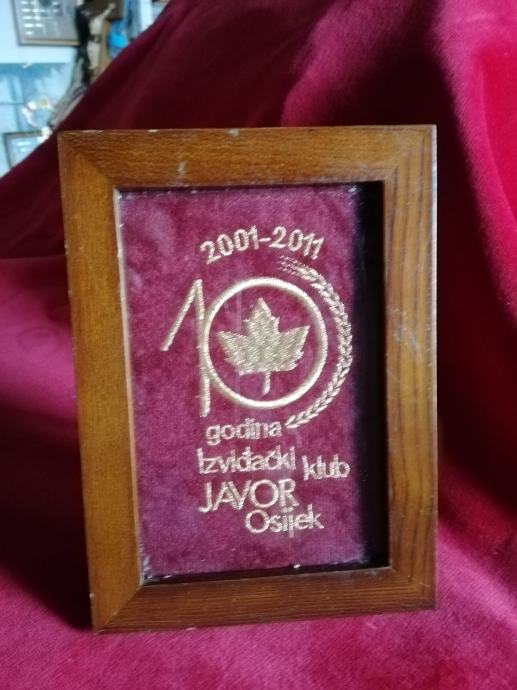 2001-2011
10
godina
Izviđački klub
JAVOR
Osijek